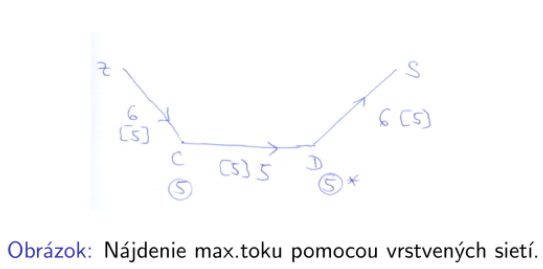 z
S
6
[5]
6 [5]
C
[5] 5
D
5
5 *
Obrázok: Nájdenie max.toku pomocou vrstvených sietí.